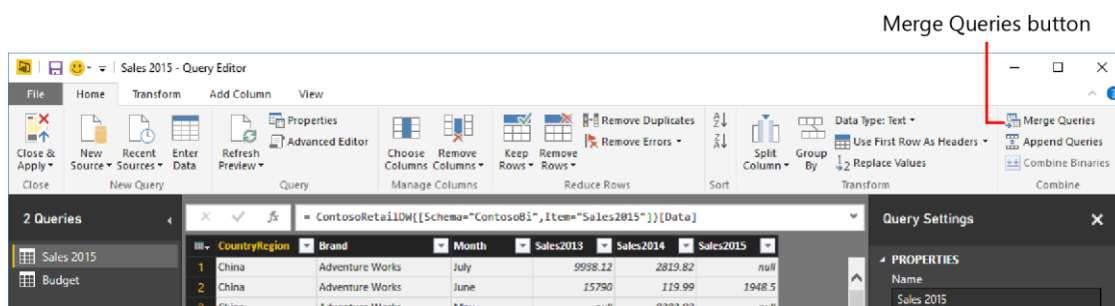 Merge Queries button
Sales 2015 - Query Editor
File Home Transform Add Column View
Close & Apply
New Source
Recent Sources
Enter Data
Refresh Preview
Properties
Advanced Editor
Choose Columns
Remove Columns
Keep Rows
Remove Rows
Remove Duplicates
Remove Errors
Split Column
Group By
Data Type: Text
Use First Row As Headers
1 2 Replace Values
Merge Queries
Append Queries
Combine Binaries
Close New Query Query Manage Columns Reduce Rows Sort Transform Combine
2 Queries
Sales 2015
Budget
fx = ContosoRetailDW{[Schema="ContosoBi",Item="Sales2015"]}[Data]
CountryRegion Brand Month Sales2013 Sales2014 Sales2015
1 China Adventure Works July 9958.12 2819.82 null
2 China Adventure Works June 15790 119.99 1948.5
Query Settings
PROPERTIES
Name
Sales 2015